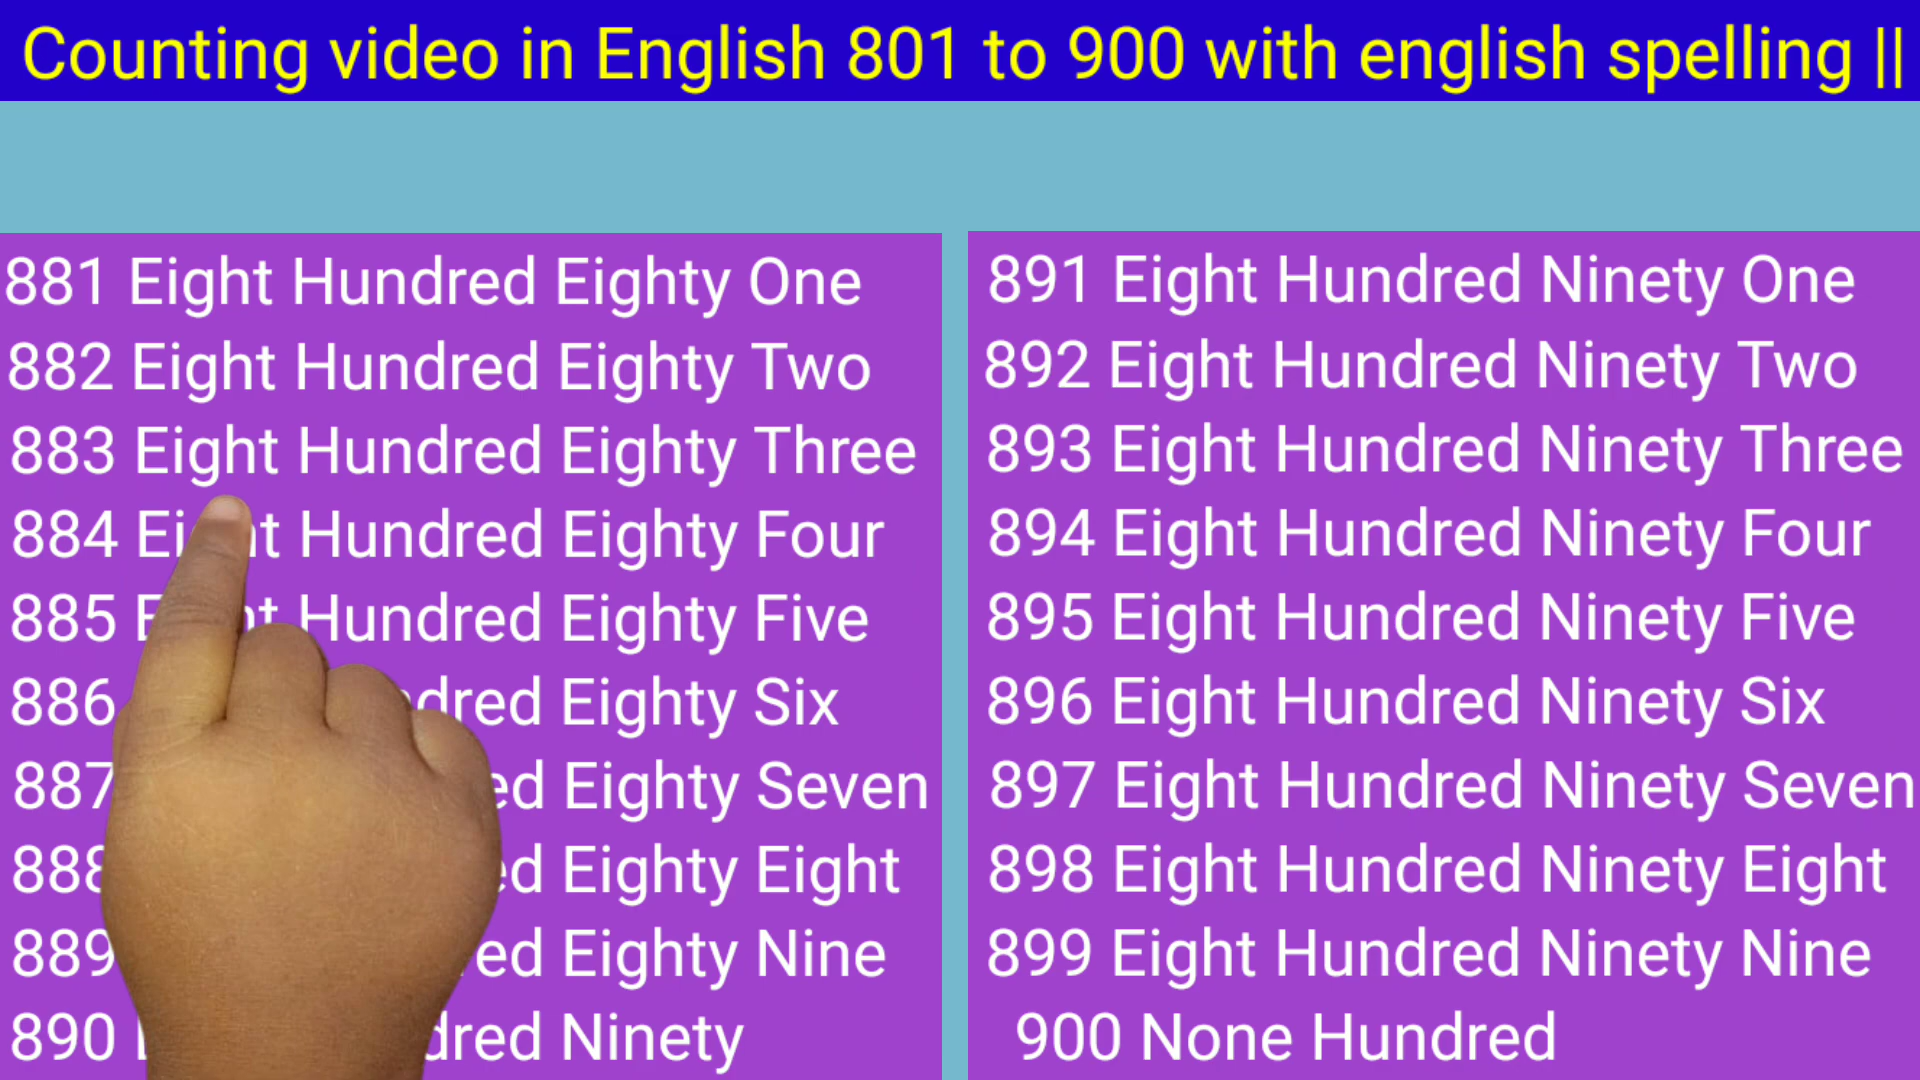 Counting video in English 801 to 900 with english spelling ||
881 Eight Hundred Eighty One
882 Eight Hundred Eighty Two
883 Eight Hundred Eighty Three
884 Hundred Eighty Four
885 Hundred Eighty Five
886 Eighty Six
887 Eighty Seven
888 Eighty Eight
889 Eighty Nine
890 Ninety
891 Eight Hundred Ninety One
892 Eight Hundred Ninety Two
893 Eight Hundred Ninety Three
894 Eight Hundred Ninety Four
895 Eight Hundred Ninety Five
896 Eight Hundred Ninety Six
897 Eight Hundred Ninety Seven
898 Eight Hundred Ninety Eight
899 Eight Hundred Ninety Nine
900 None Hundred